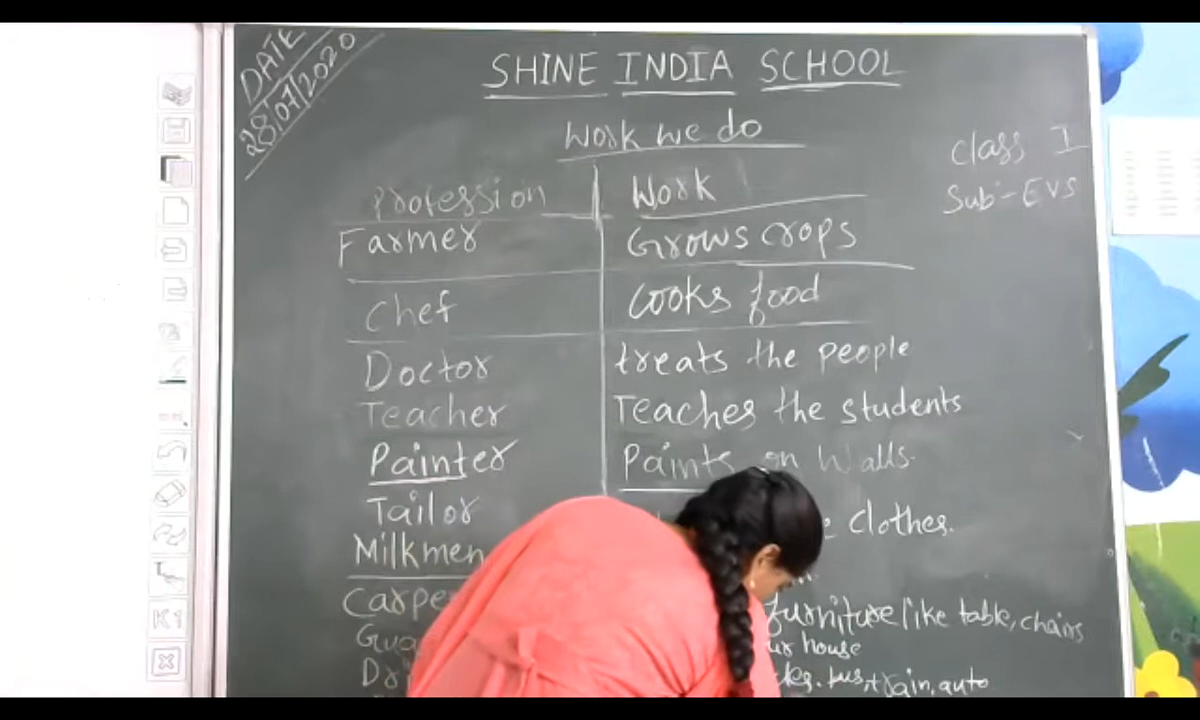 DATE
28/07/2020
SHINE INDIA SCHOOL
Work we do
Class I
Sub-EVS
Profession Work
Farmer Grows crops
Chef Cooks food
Doctor treats the people
Teacher Teaches the students
Painter Paints on Walls.
Tailor clothes.
Milkmen
furniture like table, chairs
house
bus, train, auto
K1